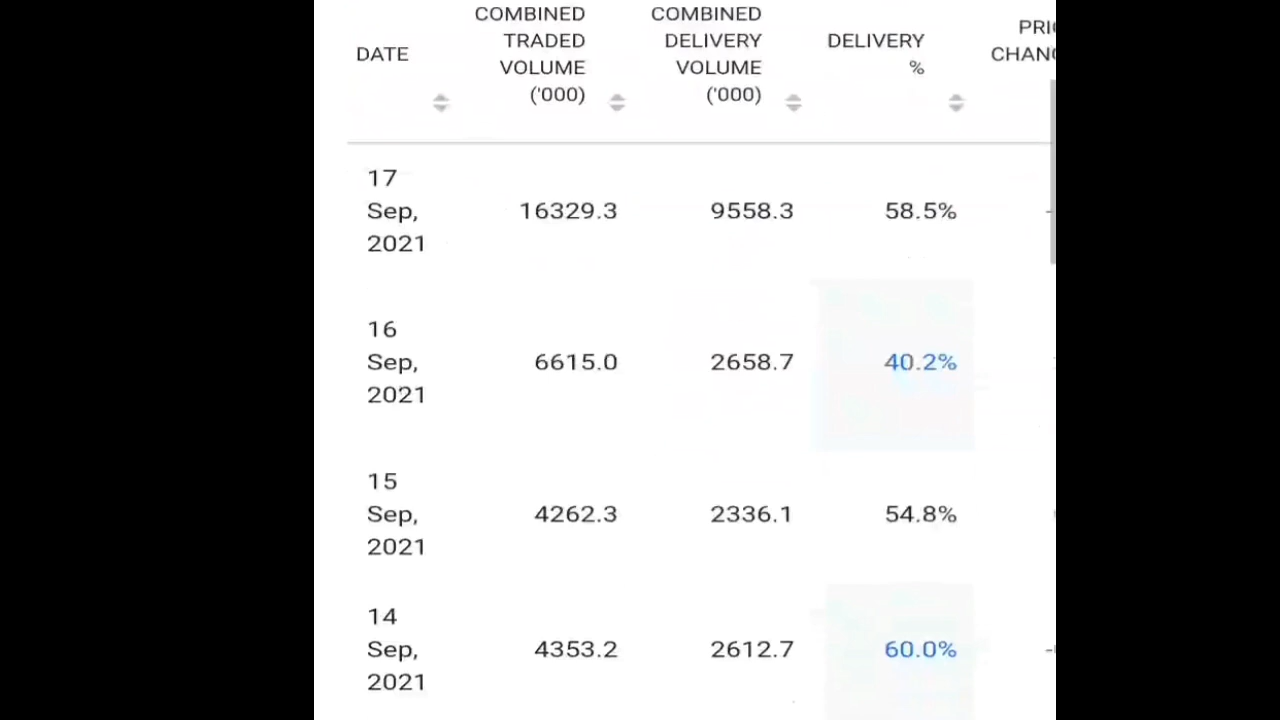 DATE
COMBINED
TRADED
VOLUME
('000)
COMBINED
DELIVERY
VOLUME
('000)
DELIVERY
%
17
Sep,
2021
16329.3
9558.3
58.5%
16
Sep,
2021
6615.0
2658.7
40.2%
15
Sep,
2021
4262.3
2336.1
54.8%
14
Sep,
2021
4353.2
2612.7
60.0%